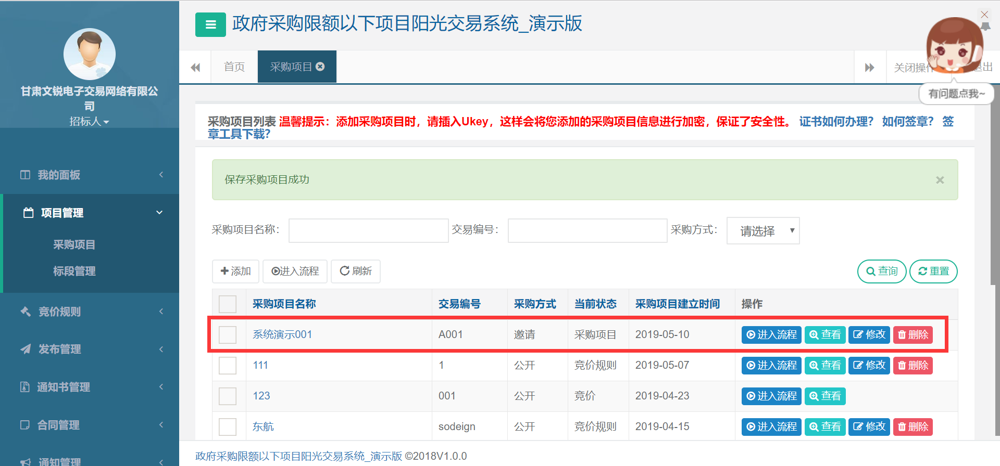 政府采购限额以下项目阳光交易系统_演示版
甘肃文锐电子交易网络有限公
司
招标人
首页
采购项目
关闭操作
退出
有问题点我~
我的面板
项目管理
采购项目
标段管理
竞价规则
发布管理
通知书管理
合同管理
通知管理
采购项目列表 温馨提示：添加采购项目时，请插入Ukey，这样会将您添加的采购项目信息进行加密，保证了安全性。 证书如何办理? 如何签章? 签
章工具下载?
保存采购项目成功
采购项目名称： 交易编号： 采购方式： 请选择
添加 进入流程 刷新 查询 重置
采购项目名称 交易编号 采购方式 当前状态 采购项目建立时间 操作
系统演示001 A001 邀请 采购项目 2019-05-10 进入流程 查看 修改 删除
111 1 公开 竞价规则 2019-05-07 进入流程 查看 修改 删除
123 001 公开 竞价 2019-04-23 进入流程 查看
东航 sodeign 公开 竞价规则 2019-04-15 进入流程 查看 修改 删除
政府采购限额以下项目阳光交易系统_演示版 ©2018V1.0.0